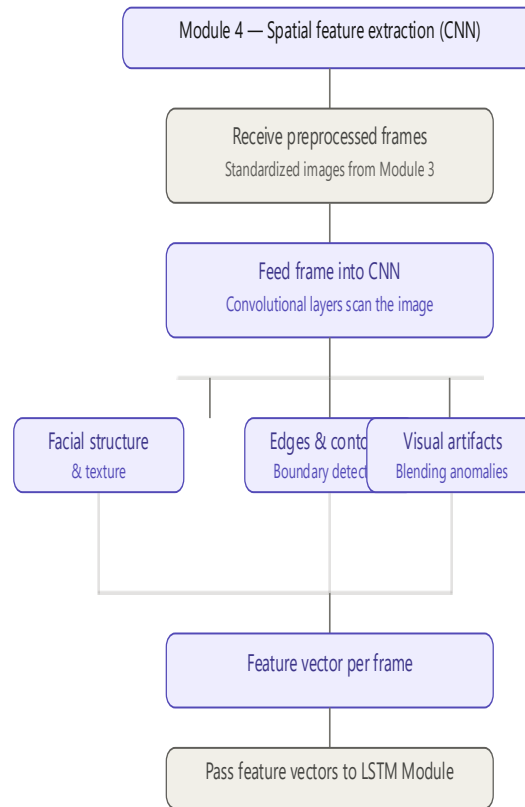 Module 4 — Spatial feature extraction (CNN)
Receive preprocessed frames
Standardized images from Module 3
Feed frame into CNN
Convolutional layers scan the image
Facial structure
& texture
Edges &
Boundary
Visual artifacts
Blending anomalies
Feature vector per frame
Pass feature vectors to LSTM Module